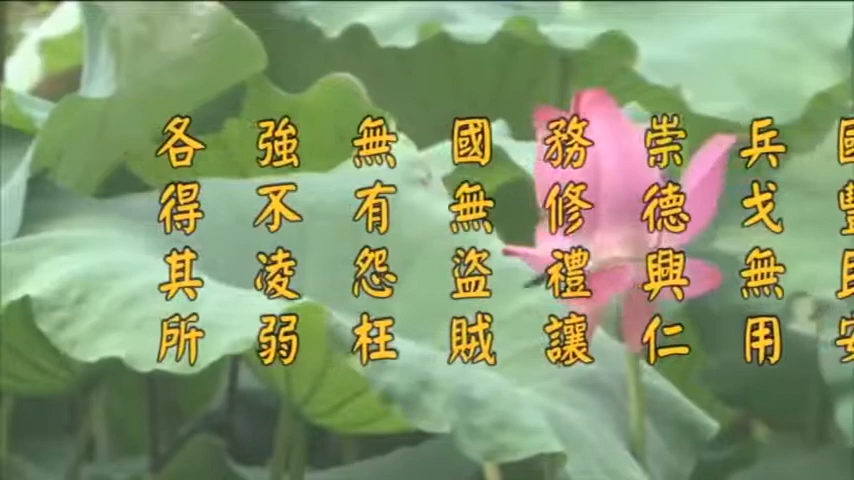 兵戈無用
崇德興仁
務修禮讓
國無盜賊
無有怨枉
強不凌弱
各得其所